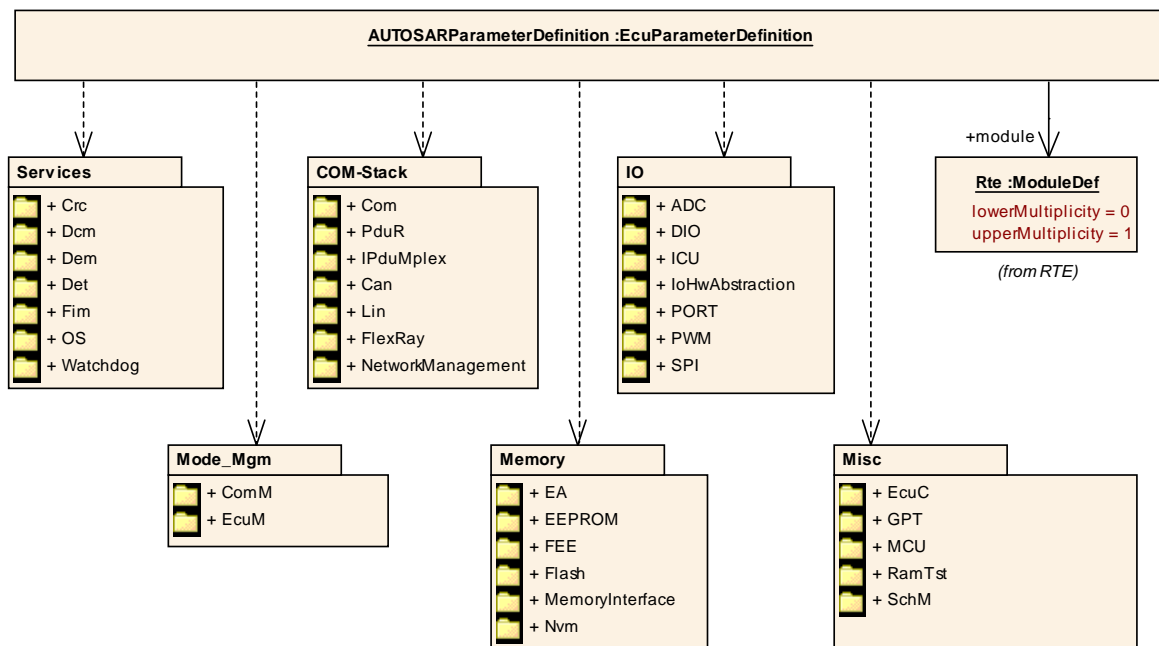 AUTOSARParameterDefinition :EcuParameterDefinition
+module
Services
+ Crc
+ Dcm
+ Dem
+ Det
+ Fim
+ OS
+ Watchdog
COM-Stack
+ Com
+ PduR
+ IPduMplex
+ Can
+ Lin
+ FlexRay
+ NetworkManagement
IO
+ ADC
+ DIO
+ ICU
+ IoHwAbstraction
+ PORT
+ PWM
+ SPI
Rte :ModuleDef
lowerMultiplicity = 0
upperMultiplicity = 1
(from RTE)
Mode_Mgm
+ ComM
+ EcuM
Memory
+ EA
+ EEPROM
+ FEE
+ Flash
+ MemoryInterface
+ Nvm
Misc
+ EcuC
+ GPT
+ MCU
+ RamTst
+ SchM